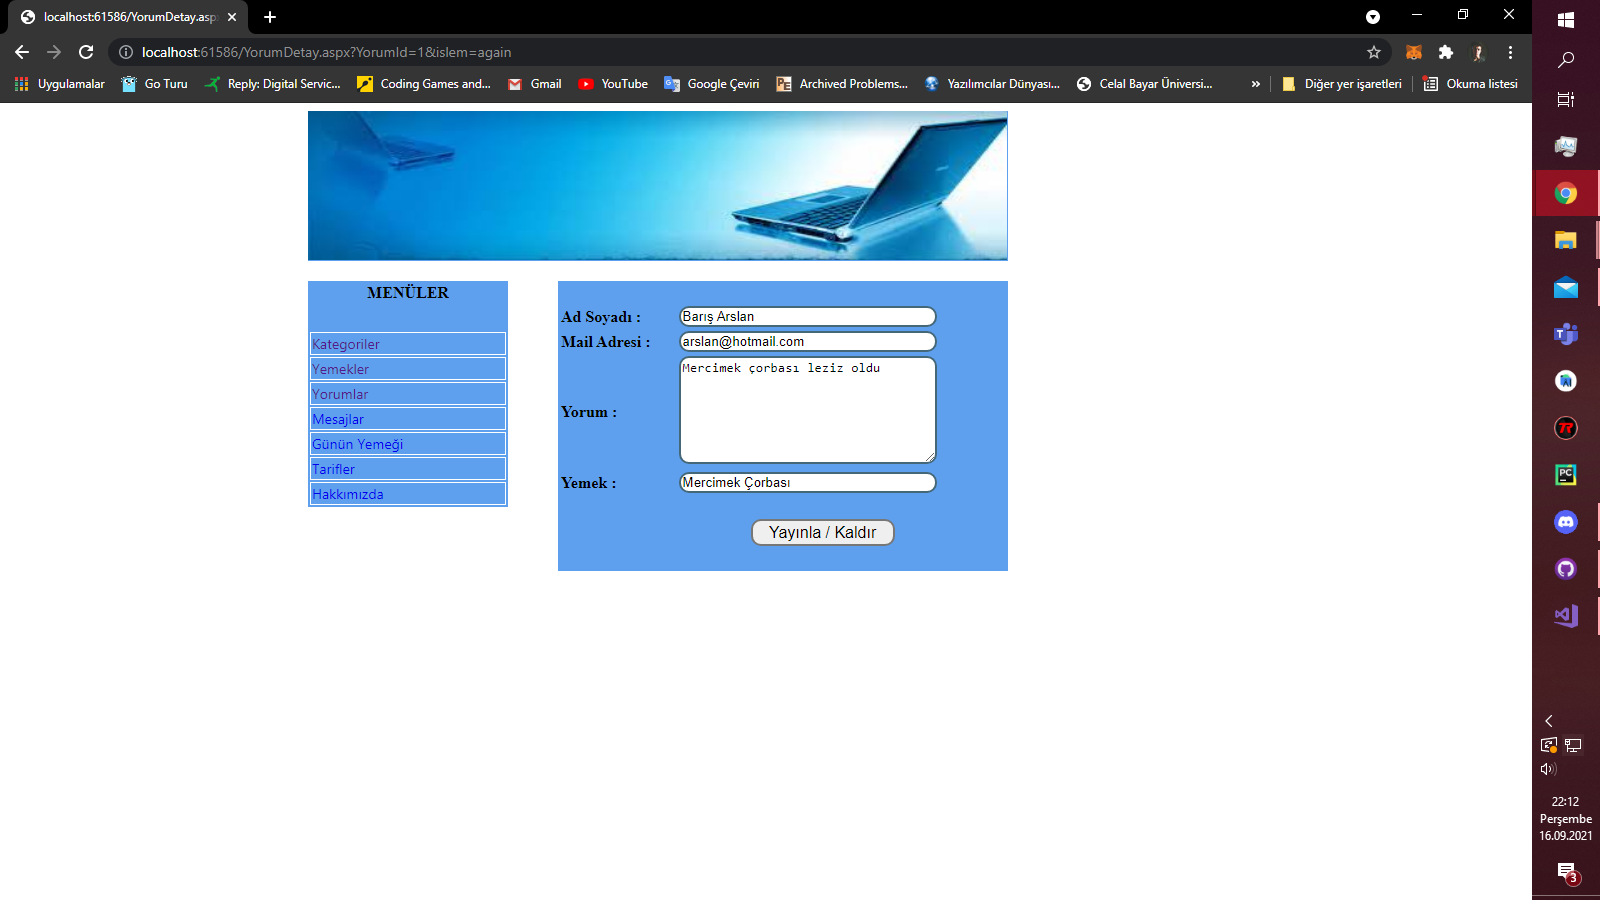 localhost:61586/YorumDetay.asp
localhost:61586/YorumDetay.aspx?YorumId=1&islem=again
Uygulamalar
Go Turu
Reply: Digital Servic...
Coding Games and...
Gmail
YouTube
Google Çeviri
Archived Problems...
Yazılımcılar Dünyası...
Celal Bayar Üniversi...
»
Diğer yer işaretleri
Okuma listesi
MENÜLER
Kategoriler
Yemekler
Yorumlar
Mesajlar
Günün Yemeği
Tarifler
Hakkımızda
Ad Soyadı : Barış Arslan
Mail Adresi : arslan@hotmail.com
Yorum : Mercimek çorbası leziz oldu
Yemek : Mercimek Çorbası
Yayınla / Kaldır
22:12
Perşembe
16.09.2021
3